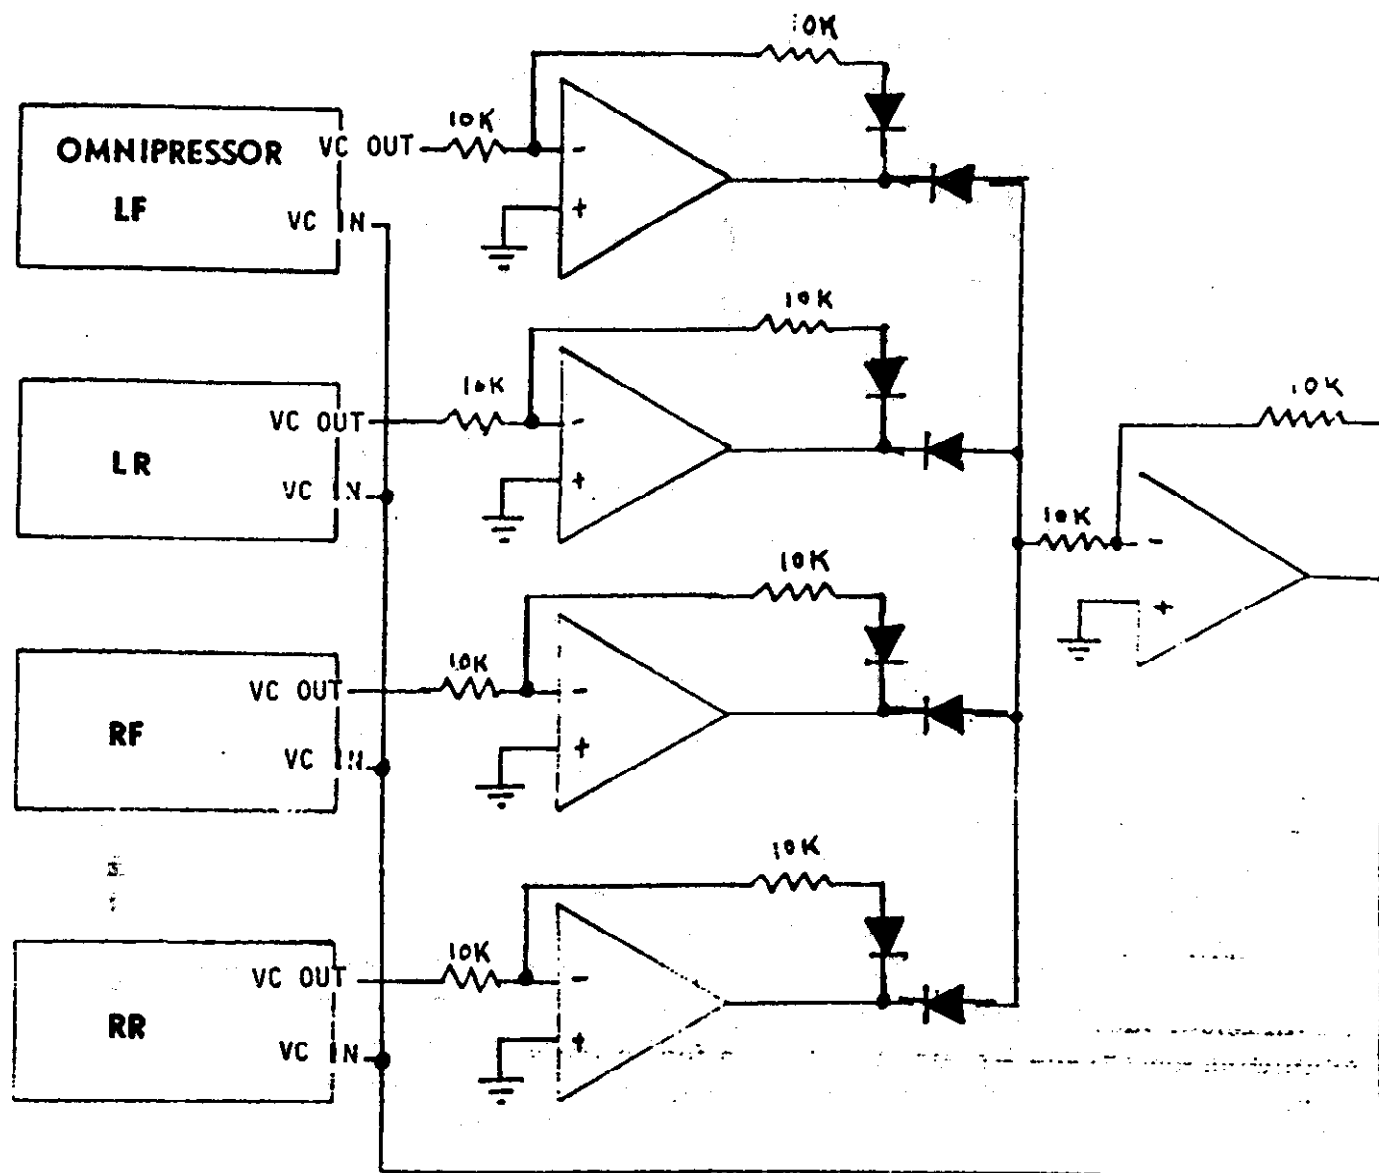 10K
10K
OMNIPRESSOR
VC OUT
-
LF
VC IN
+
10K
10K
VC OUT
-
LR
VC IN
+
10K
10K
-
+
10K
10K
VC OUT
-
RF
VC IN
+
10K
10K
VC OUT
-
RR
VC IN
+